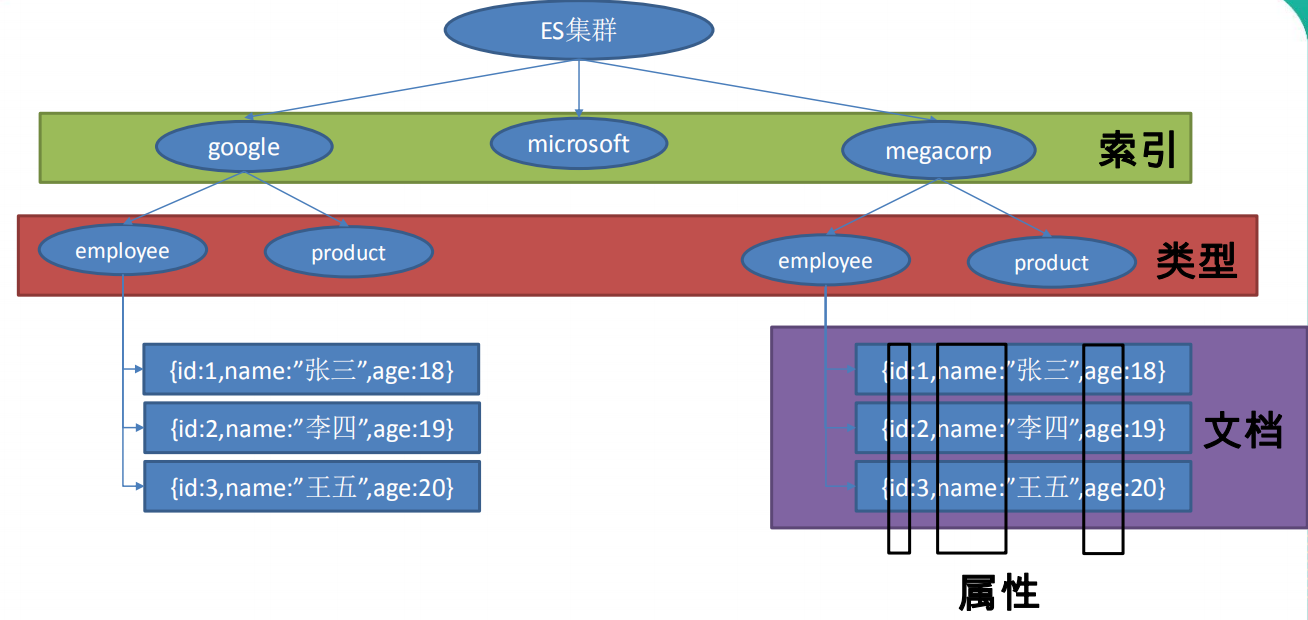 ES集群
google
microsoft
megacorp
索引
employee
product
employee
product
类型
{id:1,name:”张三”,age:18}
{id:2,name:”李四”,age:19}
{id:3,name:”王五”,age:20}
{id:1,name:”张三”,age:18}
{id:2,name:”李四”,age:19}
{id:3,name:”王五”,age:20}
文档
属性